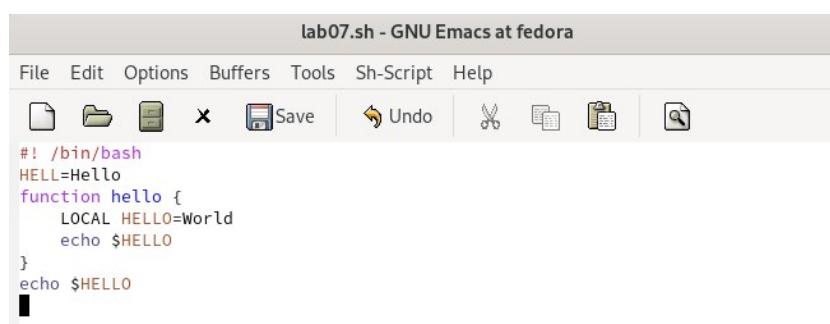 lab07.sh - GNU Emacs at fedora
File Edit Options Buffers Tools Sh-Script Help
Save Undo
#! /bin/bash
HELL=Hello
function hello {
    LOCAL HELLO=World
    echo $HELLO
}
echo $HELLO